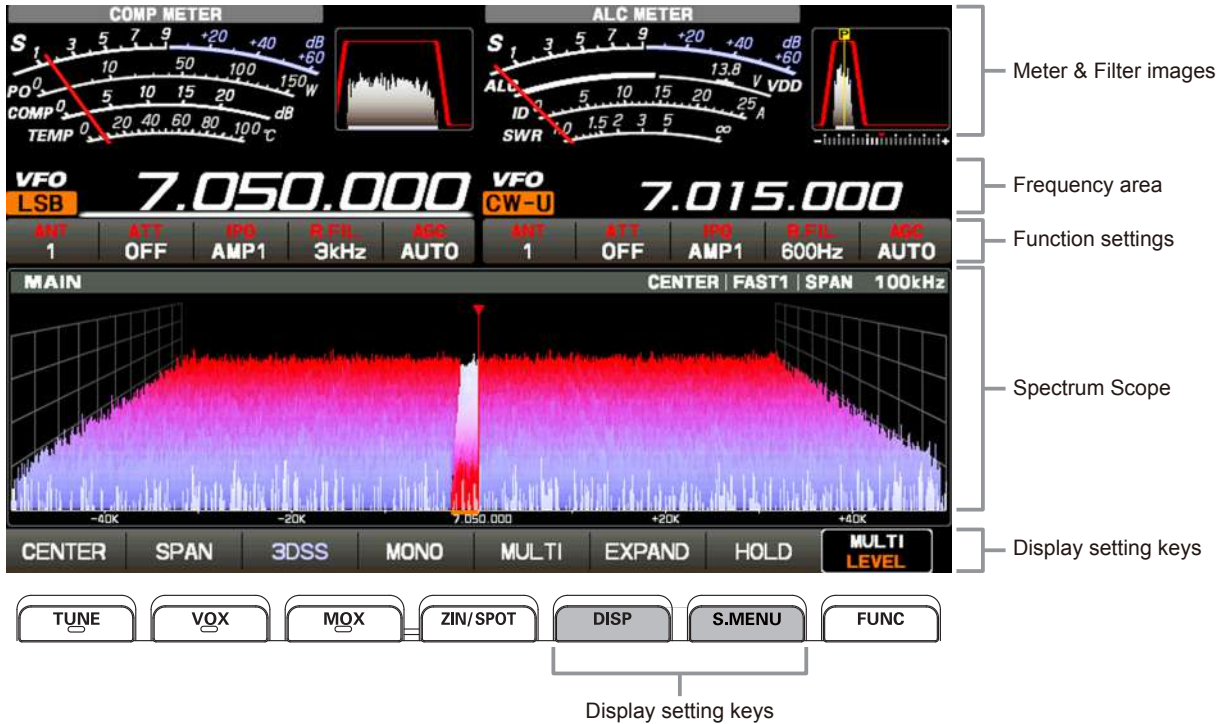 COMP METER
ALC METER
S 1 3 5 7 9 +20 +40 +60 dB
PO 0 10 50 100 150 W
COMP 0 5 10 15 20 dB
TEMP 0 20 40 60 80 100 °C
S 1 3 5 7 9 +20 +40 +60 dB
ALC 13.8 V VDD
ID 0 5 10 15 20 25 A
SWR 1.0 1.5 2 3 5 ∞
P
- +
Meter & Filter images
VFO
LSB
7.050.000
VFO
CW-U
7.015.000
Frequency area
ANT ATT IPO R.FIL AGC
1 OFF AMP1 3kHz AUTO
ANT ATT IPO R.FIL AGC
1 OFF AMP1 600Hz AUTO
Function settings
MAIN
CENTER | FAST1 | SPAN 100kHz
Spectrum Scope
-40K -20K 7.050.000 +20K +40K
CENTER SPAN 3DSS MONO MULTI EXPAND HOLD
MULTI
LEVEL
Display setting keys
TUNE VOX MOX ZIN/SPOT DISP S.MENU FUNC
Display setting keys